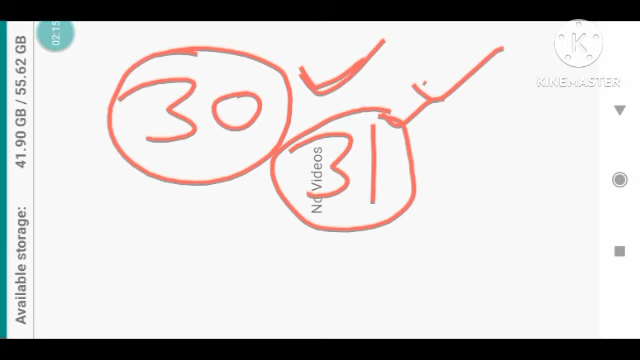 30
31
No Videos
Available storage: 41.90 GB / 55.62 GB
02:15
K
KINEMASTER